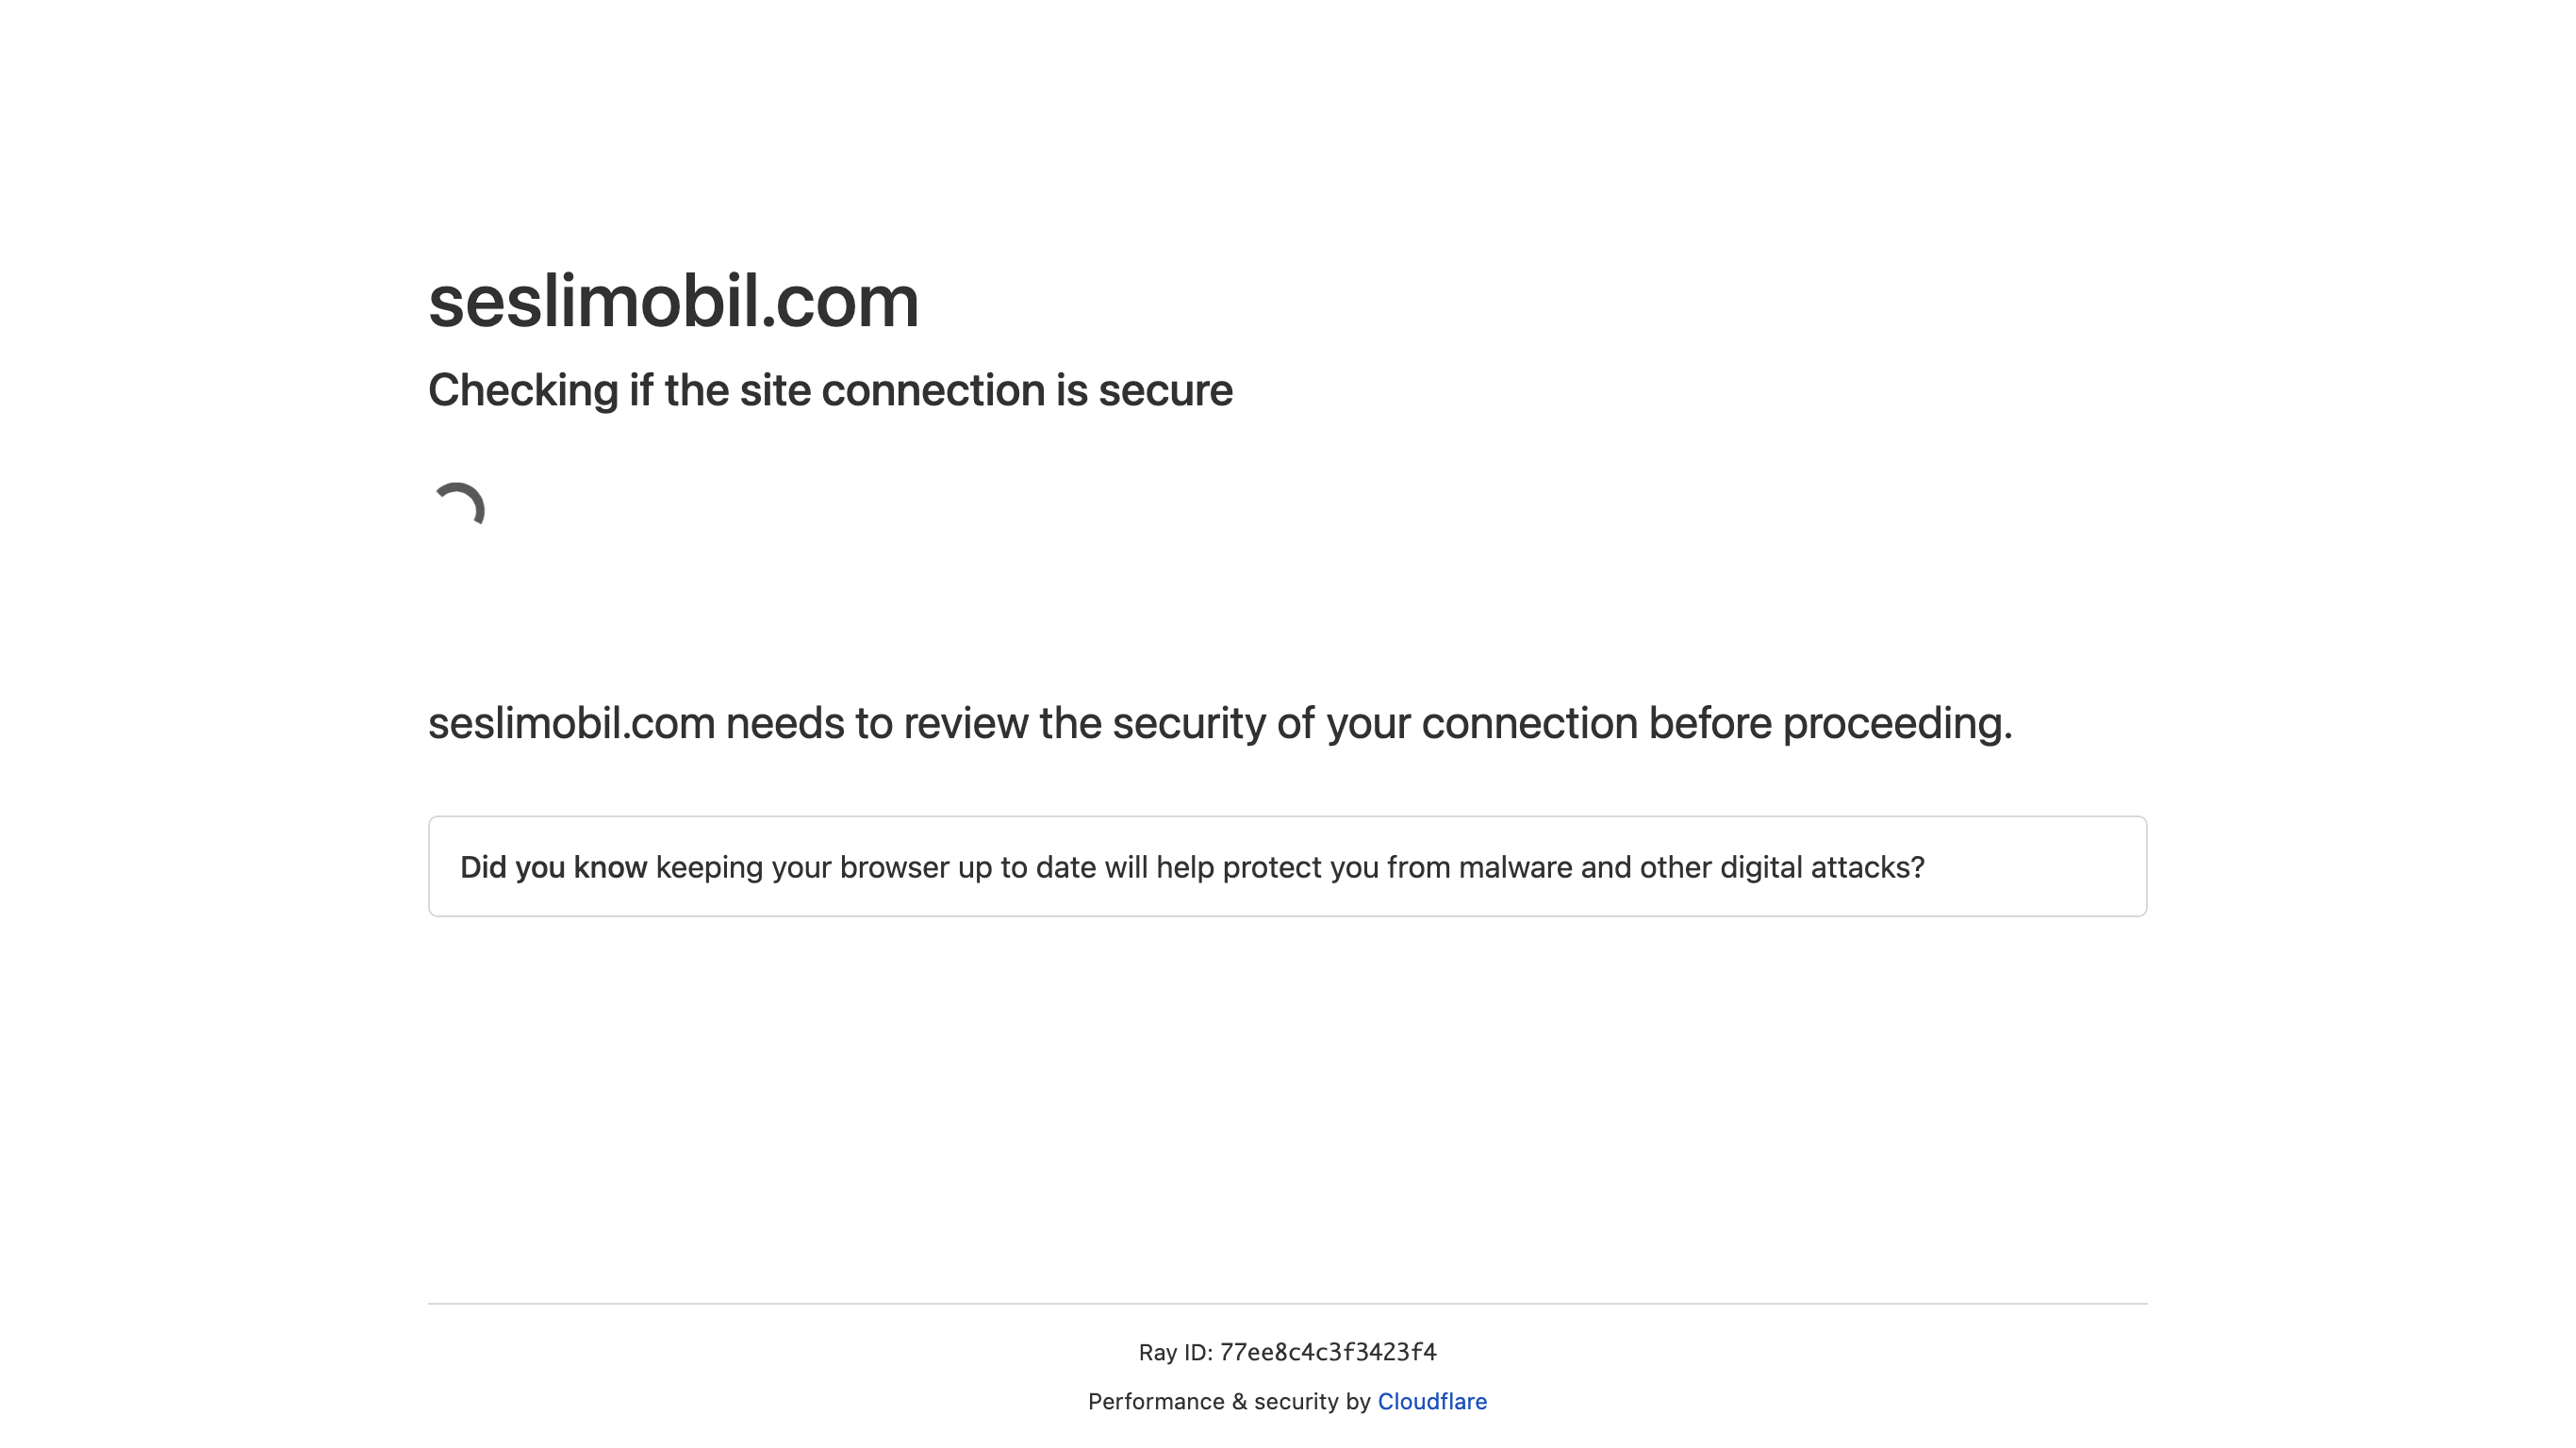 seslimobil.com
Checking if the site connection is secure
seslimobil.com needs to review the security of your connection before proceeding.
Did you know keeping your browser up to date will help protect you from malware and other digital attacks?
Ray ID: 77ee8c4c3f3423f4
Performance & security by Cloudflare